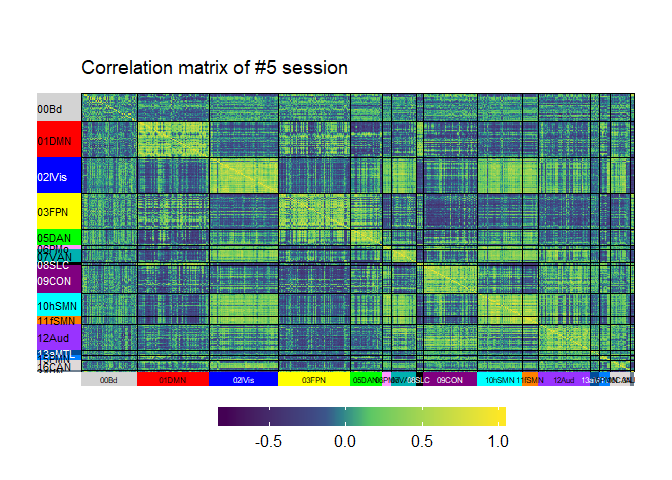 Correlation matrix of #5 session
00Bd
01DMN
02lVis
03FPN
05DAN
07VAN
08SLC
09CON
10hSMN
11fSMN
12Aud
00Bd
01DMN
02lVis
03FPN
05DAN
08SLC
09CON
10hSMN
11fSMN
12Aud
-0.5 0.0 0.5 1.0